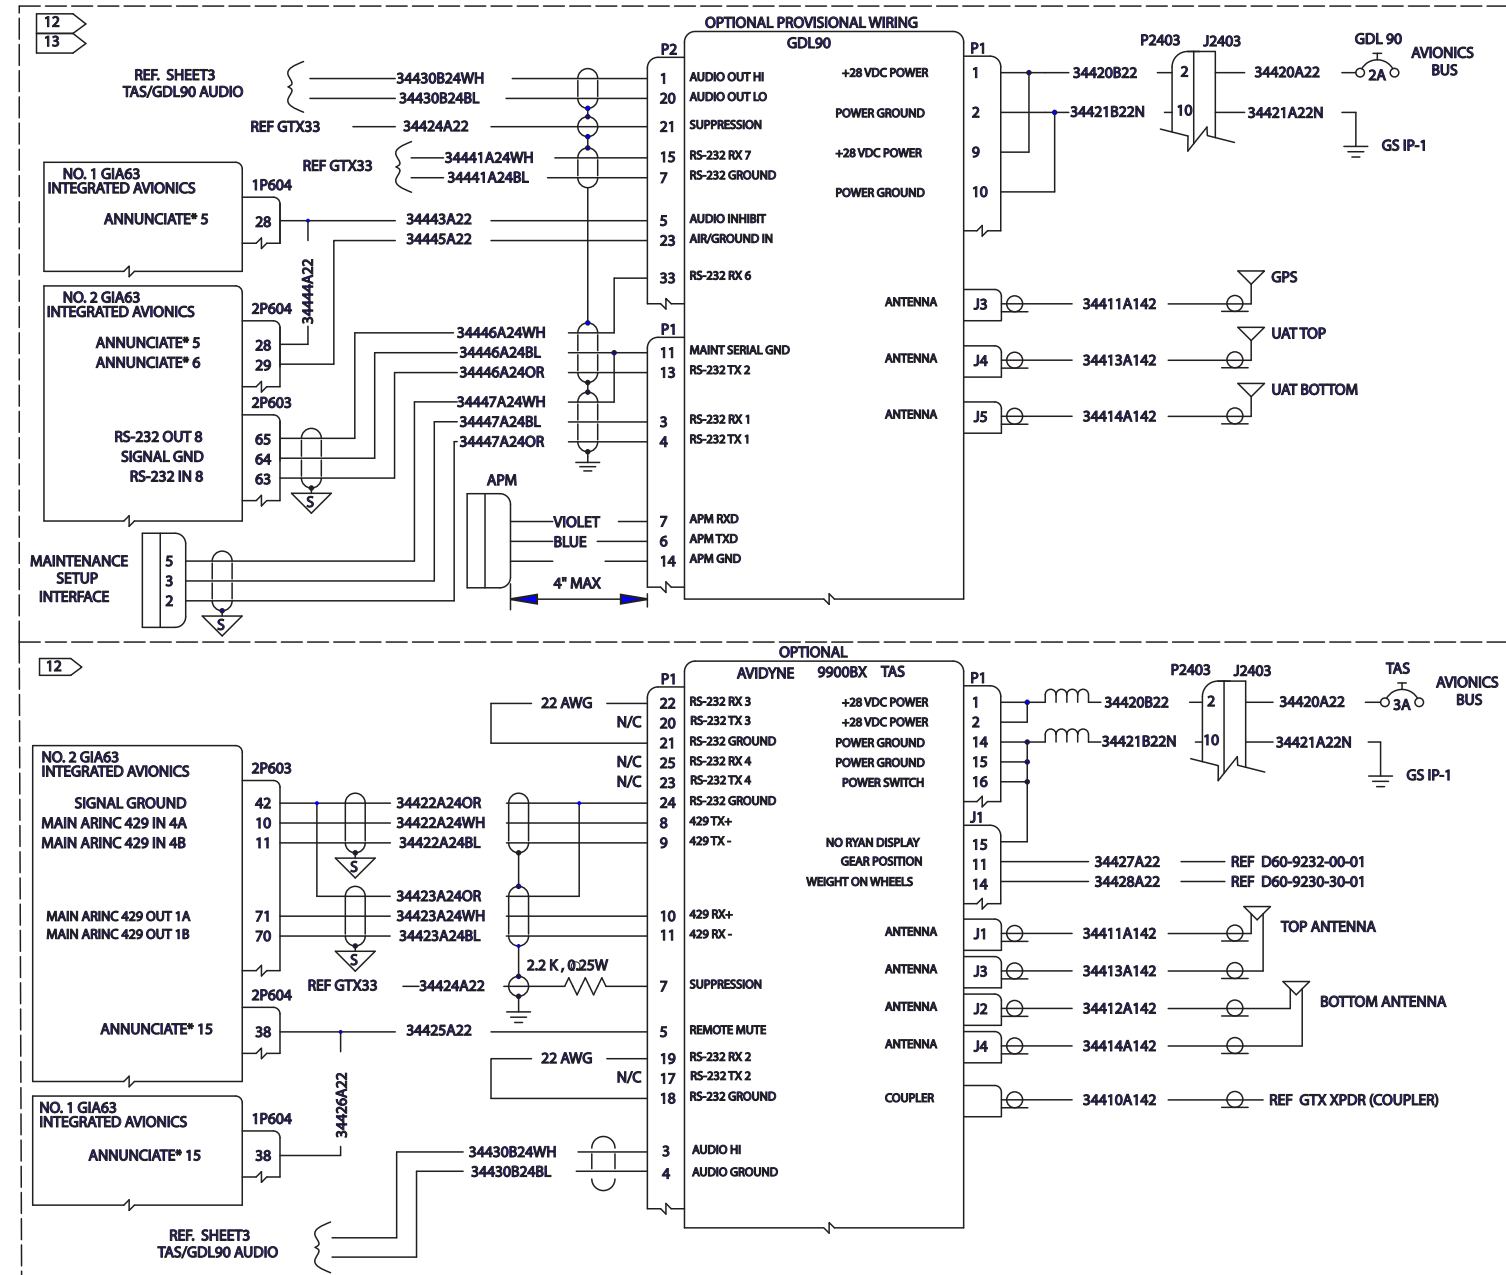 12
13
OPTIONAL PROVISIONAL WIRING
GDL90
P2
P1
P2403 J2403
GDL 90
AVIONICS
BUS
REF. SHEET3
TAS/GDL90 AUDIO
34430B24WH
1 AUDIO OUT HI
+28 VDC POWER 1
34420B22
2
34420A22
2A
34430B24BL
20 AUDIO OUT LO
POWER GROUND 2
34421B22N
10
34421A22N
GS IP-1
REF GTX33
34424A22
21 SUPPRESSION
REF GTX33
34441A24WH
15 RS-232 RX 7
+28 VDC POWER 9
34441A24BL
7 RS-232 GROUND
POWER GROUND 10
NO. 1 GIA63
INTEGRATED AVIONICS
1P604
ANNUNCIATE* 5 28
34443A22
5 AUDIO INHIBIT
34445A22
23 AIR/GROUND IN
34444A22
33 RS-232 RX 6
NO. 2 GIA63
INTEGRATED AVIONICS
2P604
ANNUNCIATE* 5 28
ANNUNCIATE* 6 29
2P603
RS-232 OUT 8 65
SIGNAL GND 64
RS-232 IN 8 63
S
P1
34446A24WH
34446A24BL
11 MAINT SERIAL GND
34446A24OR
13 RS-232 TX 2
34447A24WH
34447A24BL
3 RS-232 RX 1
34447A24OR
4 RS-232 TX 1
ANTENNA J3 34411A142 GPS
ANTENNA J4 34413A142 UAT TOP
ANTENNA J5 34414A142 UAT BOTTOM
APM
VIOLET 7 APM RXD
BLUE 6 APM TXD
14 APM GND
4" MAX
MAINTENANCE
SETUP
INTERFACE
5
3
2
S
12
OPTIONAL
AVIDYNE 9900BX TAS
P1
P1
P2403 J2403
TAS
AVIONICS
BUS
22 AWG
22 RS-232 RX 3
N/C 20 RS-232 TX 3
21 RS-232 GROUND
N/C 25 RS-232 RX 4
N/C 23 RS-232 TX 4
24 RS-232 GROUND
8 429 TX+
9 429 TX -
+28 VDC POWER 1
34420B22
2
34420A22
3A
+28 VDC POWER 2
POWER GROUND 14
34421B22N
10
34421A22N
GS IP-1
POWER GROUND 15
POWER SWITCH 16
J1
NO RYAN DISPLAY 15
GEAR POSITION 11
34427A22
REF D60-9232-00-01
WEIGHT ON WHEELS 14
34428A22
REF D60-9230-30-01
NO. 2 GIA63
INTEGRATED AVIONICS
2P603
SIGNAL GROUND 42
34422A24OR
MAIN ARINC 429 IN 4A 10
34422A24WH
MAIN ARINC 429 IN 4B 11
34422A24BL
S
34423A24OR
MAIN ARINC 429 OUT 1A 71
34423A24WH
10 429 RX+
MAIN ARINC 429 OUT 1B 70
34423A24BL
11 429 RX -
S
2.2 K , 0.25W
REF GTX33
34424A22
7 SUPPRESSION
2P604
ANNUNCIATE* 15 38
34425A22
5 REMOTE MUTE
22 AWG
19 RS-232 RX 2
N/C 17 RS-232 TX 2
18 RS-232 GROUND
34426A22
NO. 1 GIA63
INTEGRATED AVIONICS
1P604
ANNUNCIATE* 15 38
34430B24WH
3 AUDIO HI
34430B24BL
4 AUDIO GROUND
REF. SHEET3
TAS/GDL90 AUDIO
ANTENNA J1 34411A142 TOP ANTENNA
ANTENNA J3 34413A142
ANTENNA J2 34412A142 BOTTOM ANTENNA
ANTENNA J4 34414A142
COUPLER 34410A142 REF GTX XPDR (COUPLER)